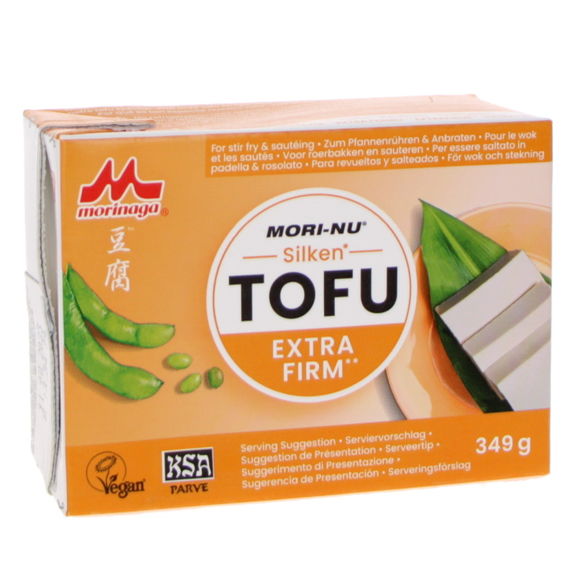 For stir fry & sautéing • Zum Pfannenrühren & Anbraten • Pour le wok
et les sautés • Voor roerbakken en sauteren • Per essere saltato in
padella & rosolato • Para revueltos y salteados • För wok och stekning
morinaga®
豆腐
MORI-NU®
Silken*
TOFU
EXTRA
FIRM**
Serving Suggestion • Serviervorschlag •
Suggestion de Présentation • Serveertip •
Suggerimento di Presentazione •
Sugerencia de Presentación • Serveringsförslag
349 g
Vegan
KSA
PARVE